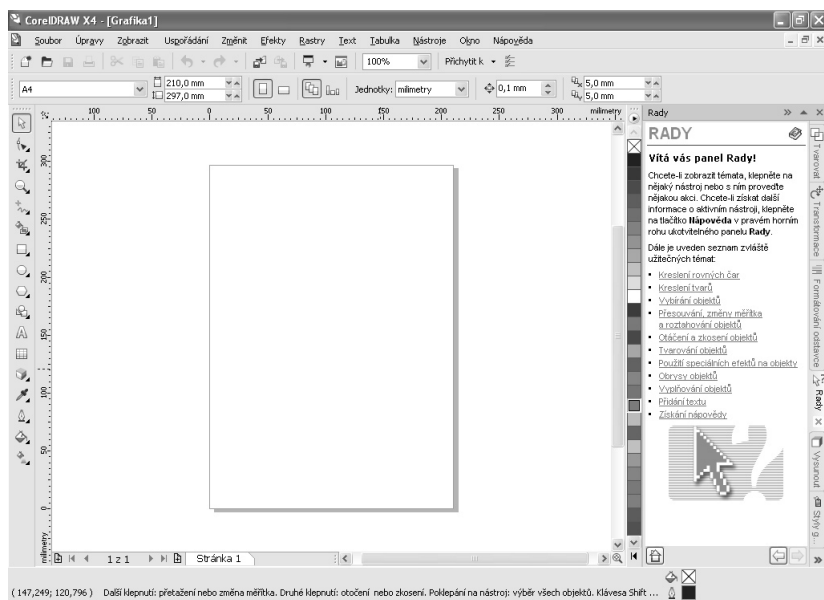 CorelDRAW X4 - [Grafika1]
Soubor Úpravy Zobrazit Uspořádání Změnit Efekty Rastry Text Tabulka Nástroje Okno Nápověda
100% Přichytit k
A4 210,0 mm 297,0 mm Jednotky: milimetry 0,1 mm 5,0 mm 5,0 mm
100 50 0 50 100 150 200 250 300 milimetry
300
250
200
150
100
50
0
milimetry
Rady
RADY
Vítá vás panel Rady!
Chcete-li zobrazit témata, klepněte na
nějaký nástroj nebo s ním proveďte
nějakou akci. Chcete-li získat další
informace o aktivním nástroji, klepněte
na tlačítko Nápověda v pravém horním
rohu ukotvitelného panelu Rady.
Dále je uveden seznam zvláště
užitečných témat:
Kreslení rovných čar
Kreslení tvarů
Vybírání objektů
Přesouvání, změny měřítka
a roztahování objektů
Otáčení a zkosení objektů
Tvarování objektů
Použití speciálních efektů na objekty
Obrysy objektů
Vyplňování objektů
Přidání textu
Získání nápovědy
Tvarovat
Transformace
Formátování odstavce
Rady
Vysunout
Styly g...
1 z 1 Stránka 1
( 147,249; 120,796 ) Další klepnutí: přetažení nebo změna měřítka. Druhé klepnutí: otočení nebo zkosení. Poklepání na nástroj: výběr všech objektů. Klávesa Shift ...